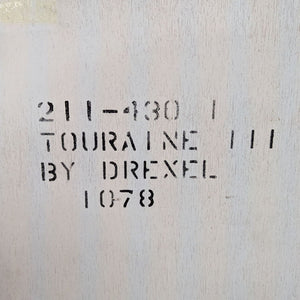 211-430 1
TOURAINE III
BY DREXEL
1078